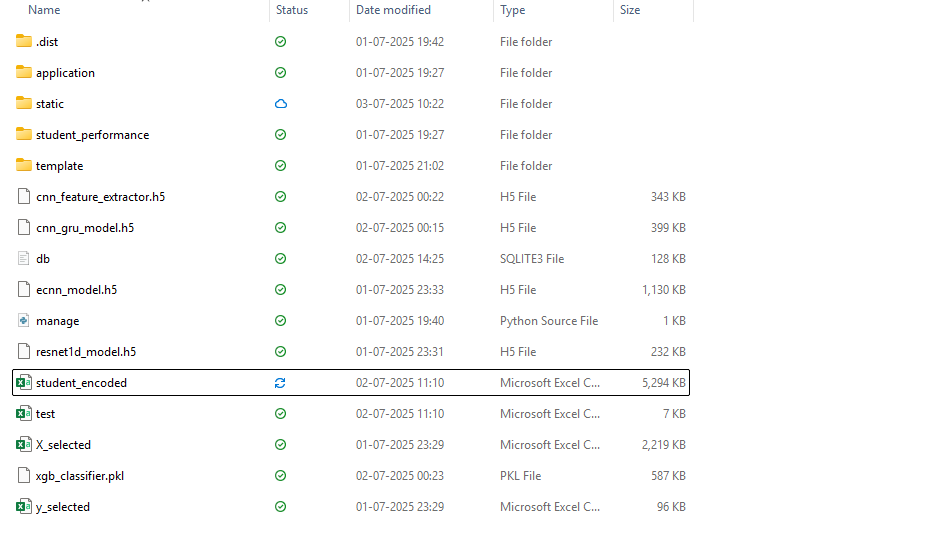 Name Status Date modified Type Size
.dist 01-07-2025 19:42 File folder
application 01-07-2025 19:27 File folder
static 03-07-2025 10:22 File folder
student_performance 01-07-2025 19:27 File folder
template 01-07-2025 21:02 File folder
cnn_feature_extractor.h5 02-07-2025 00:22 H5 File 343 KB
cnn_gru_model.h5 02-07-2025 00:15 H5 File 399 KB
db 02-07-2025 14:25 SQLITE3 File 128 KB
ecnn_model.h5 01-07-2025 23:33 H5 File 1,130 KB
manage 01-07-2025 19:40 Python Source File 1 KB
resnet1d_model.h5 01-07-2025 23:31 H5 File 232 KB
student_encoded 02-07-2025 11:10 Microsoft Excel C... 5,294 KB
test 02-07-2025 11:10 Microsoft Excel C... 7 KB
X_selected 01-07-2025 23:29 Microsoft Excel C... 2,219 KB
xgb_classifier.pkl 02-07-2025 00:23 PKL File 587 KB
y_selected 01-07-2025 23:29 Microsoft Excel C... 96 KB